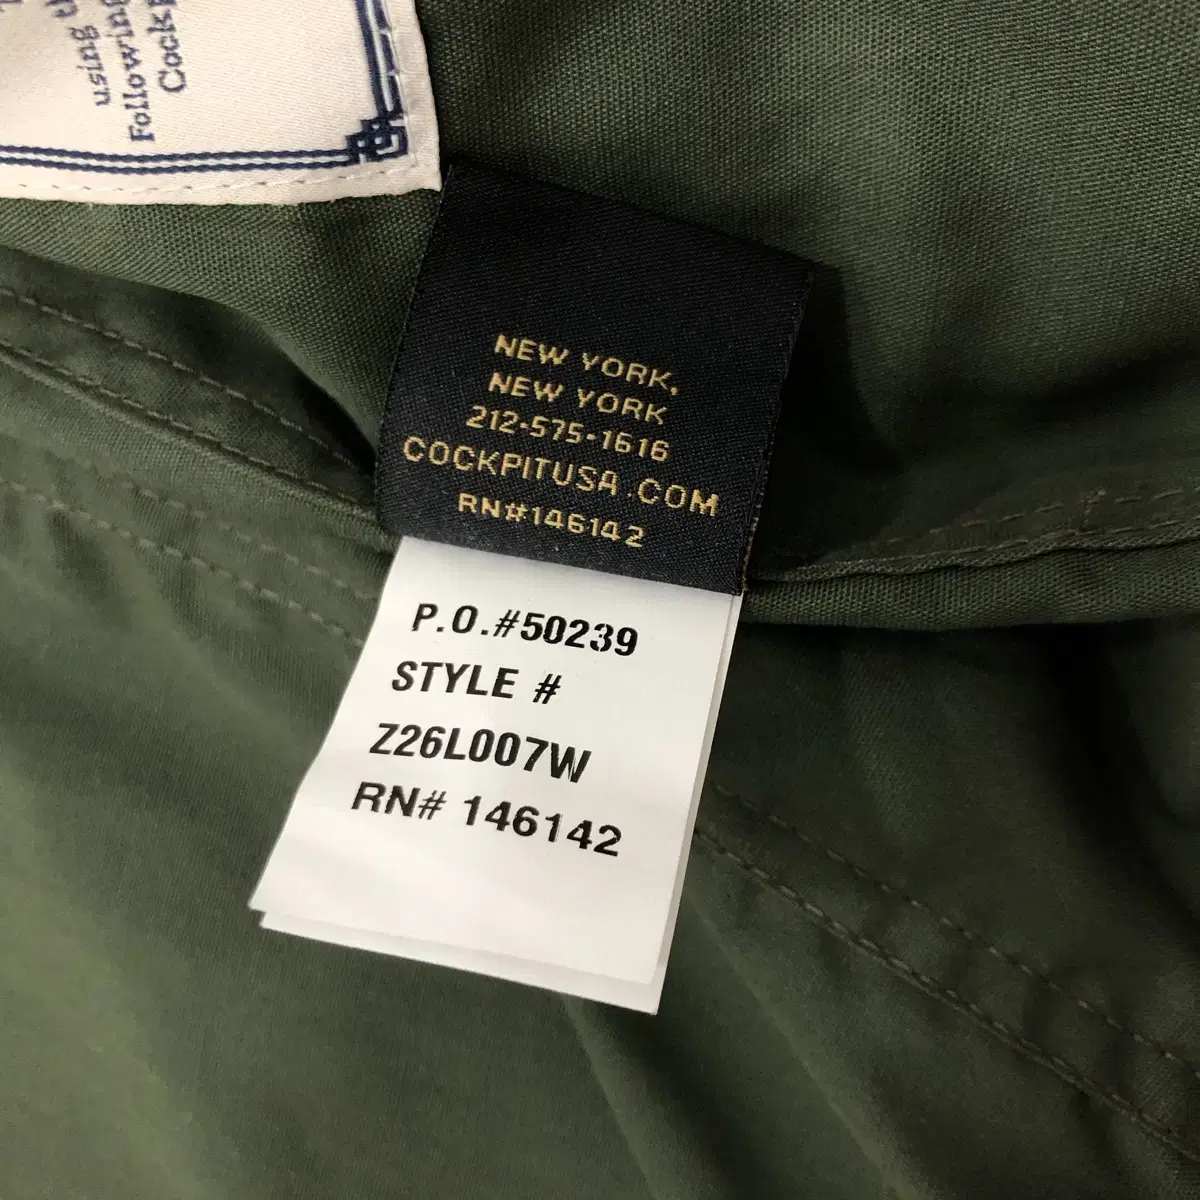 using
Following
NEW YORK,
NEW YORK
212-575-1616
COCKPITUSA.COM
RN#146142
P.O.#50239
STYLE #
Z26L007W
RN# 146142